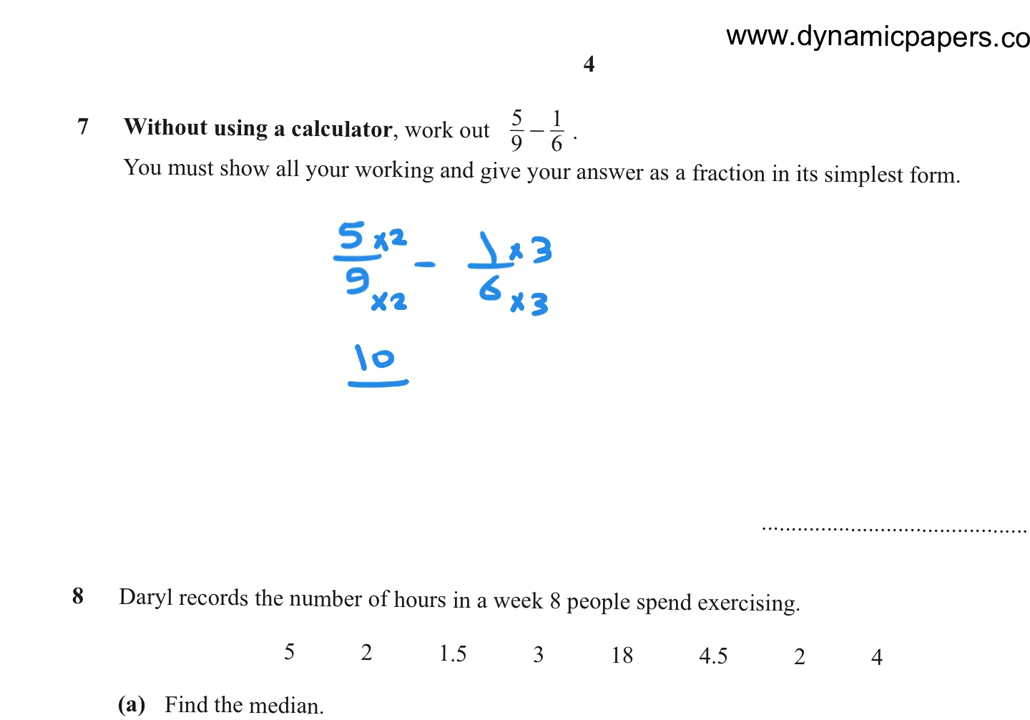 www.dynamicpapers.co
4
7 Without using a calculator, work out 5/9 − 1/6 .
You must show all your working and give your answer as a fraction in its simplest form.
5×2/9×2 − 1×3/6×3
10
8 Daryl records the number of hours in a week 8 people spend exercising.
5 2 1.5 3 18 4.5 2 4
(a) Find the median.